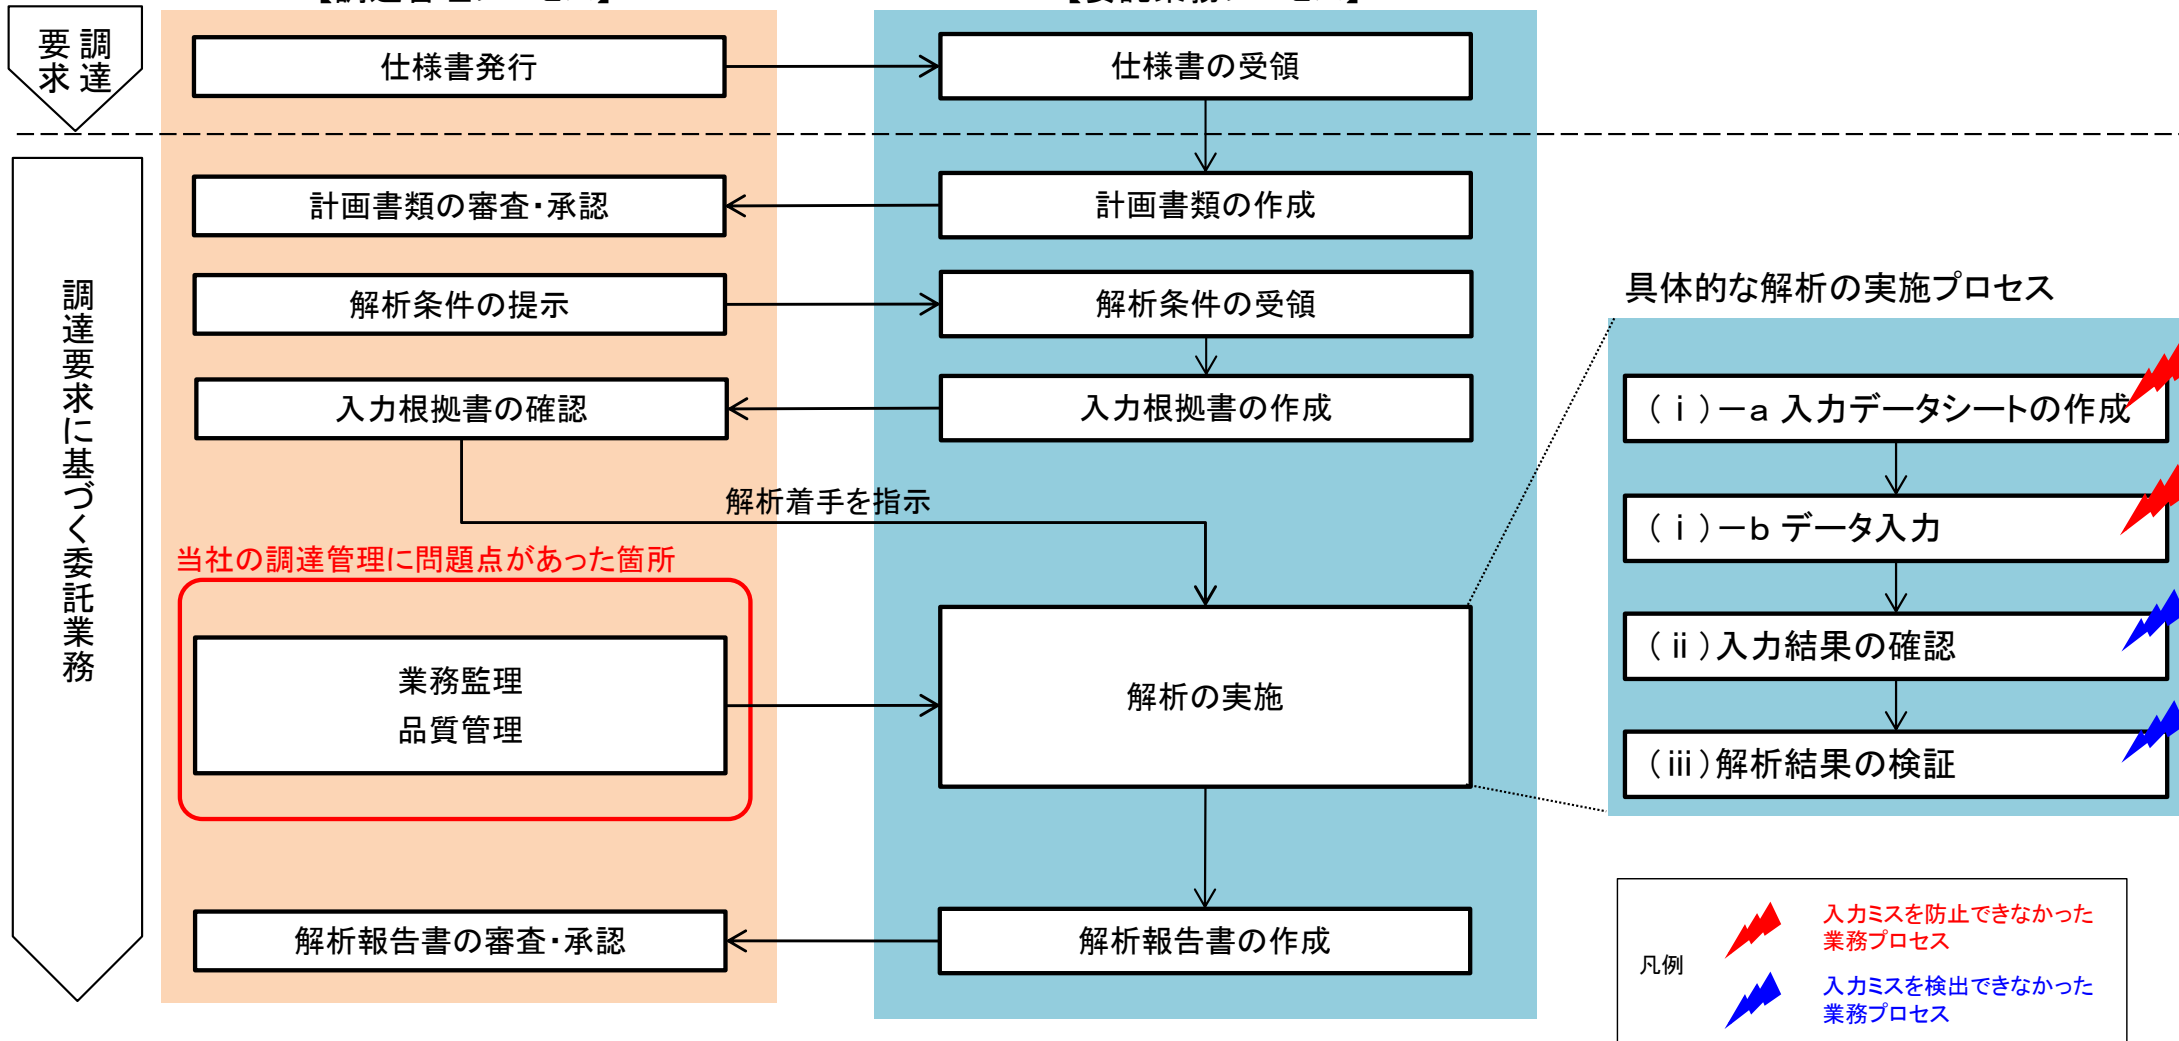 調達
要求
仕様書発行
仕様書の受領
計画書類の審査・承認
計画書類の作成
解析条件の提示
解析条件の受領
入力根拠書の確認
入力根拠書の作成
解析着手を指示
当社の調達管理に問題点があった箇所
業務監理
品質管理
解析の実施
解析報告書の審査・承認
解析報告書の作成
調達要求に基づく委託業務
具体的な解析の実施プロセス
(ⅰ)-a 入力データシートの作成
(ⅰ)-b データ入力
(ⅱ)入力結果の確認
(ⅲ)解析結果の検証
凡例
入力ミスを防止できなかった
業務プロセス
入力ミスを検出できなかった
業務プロセス